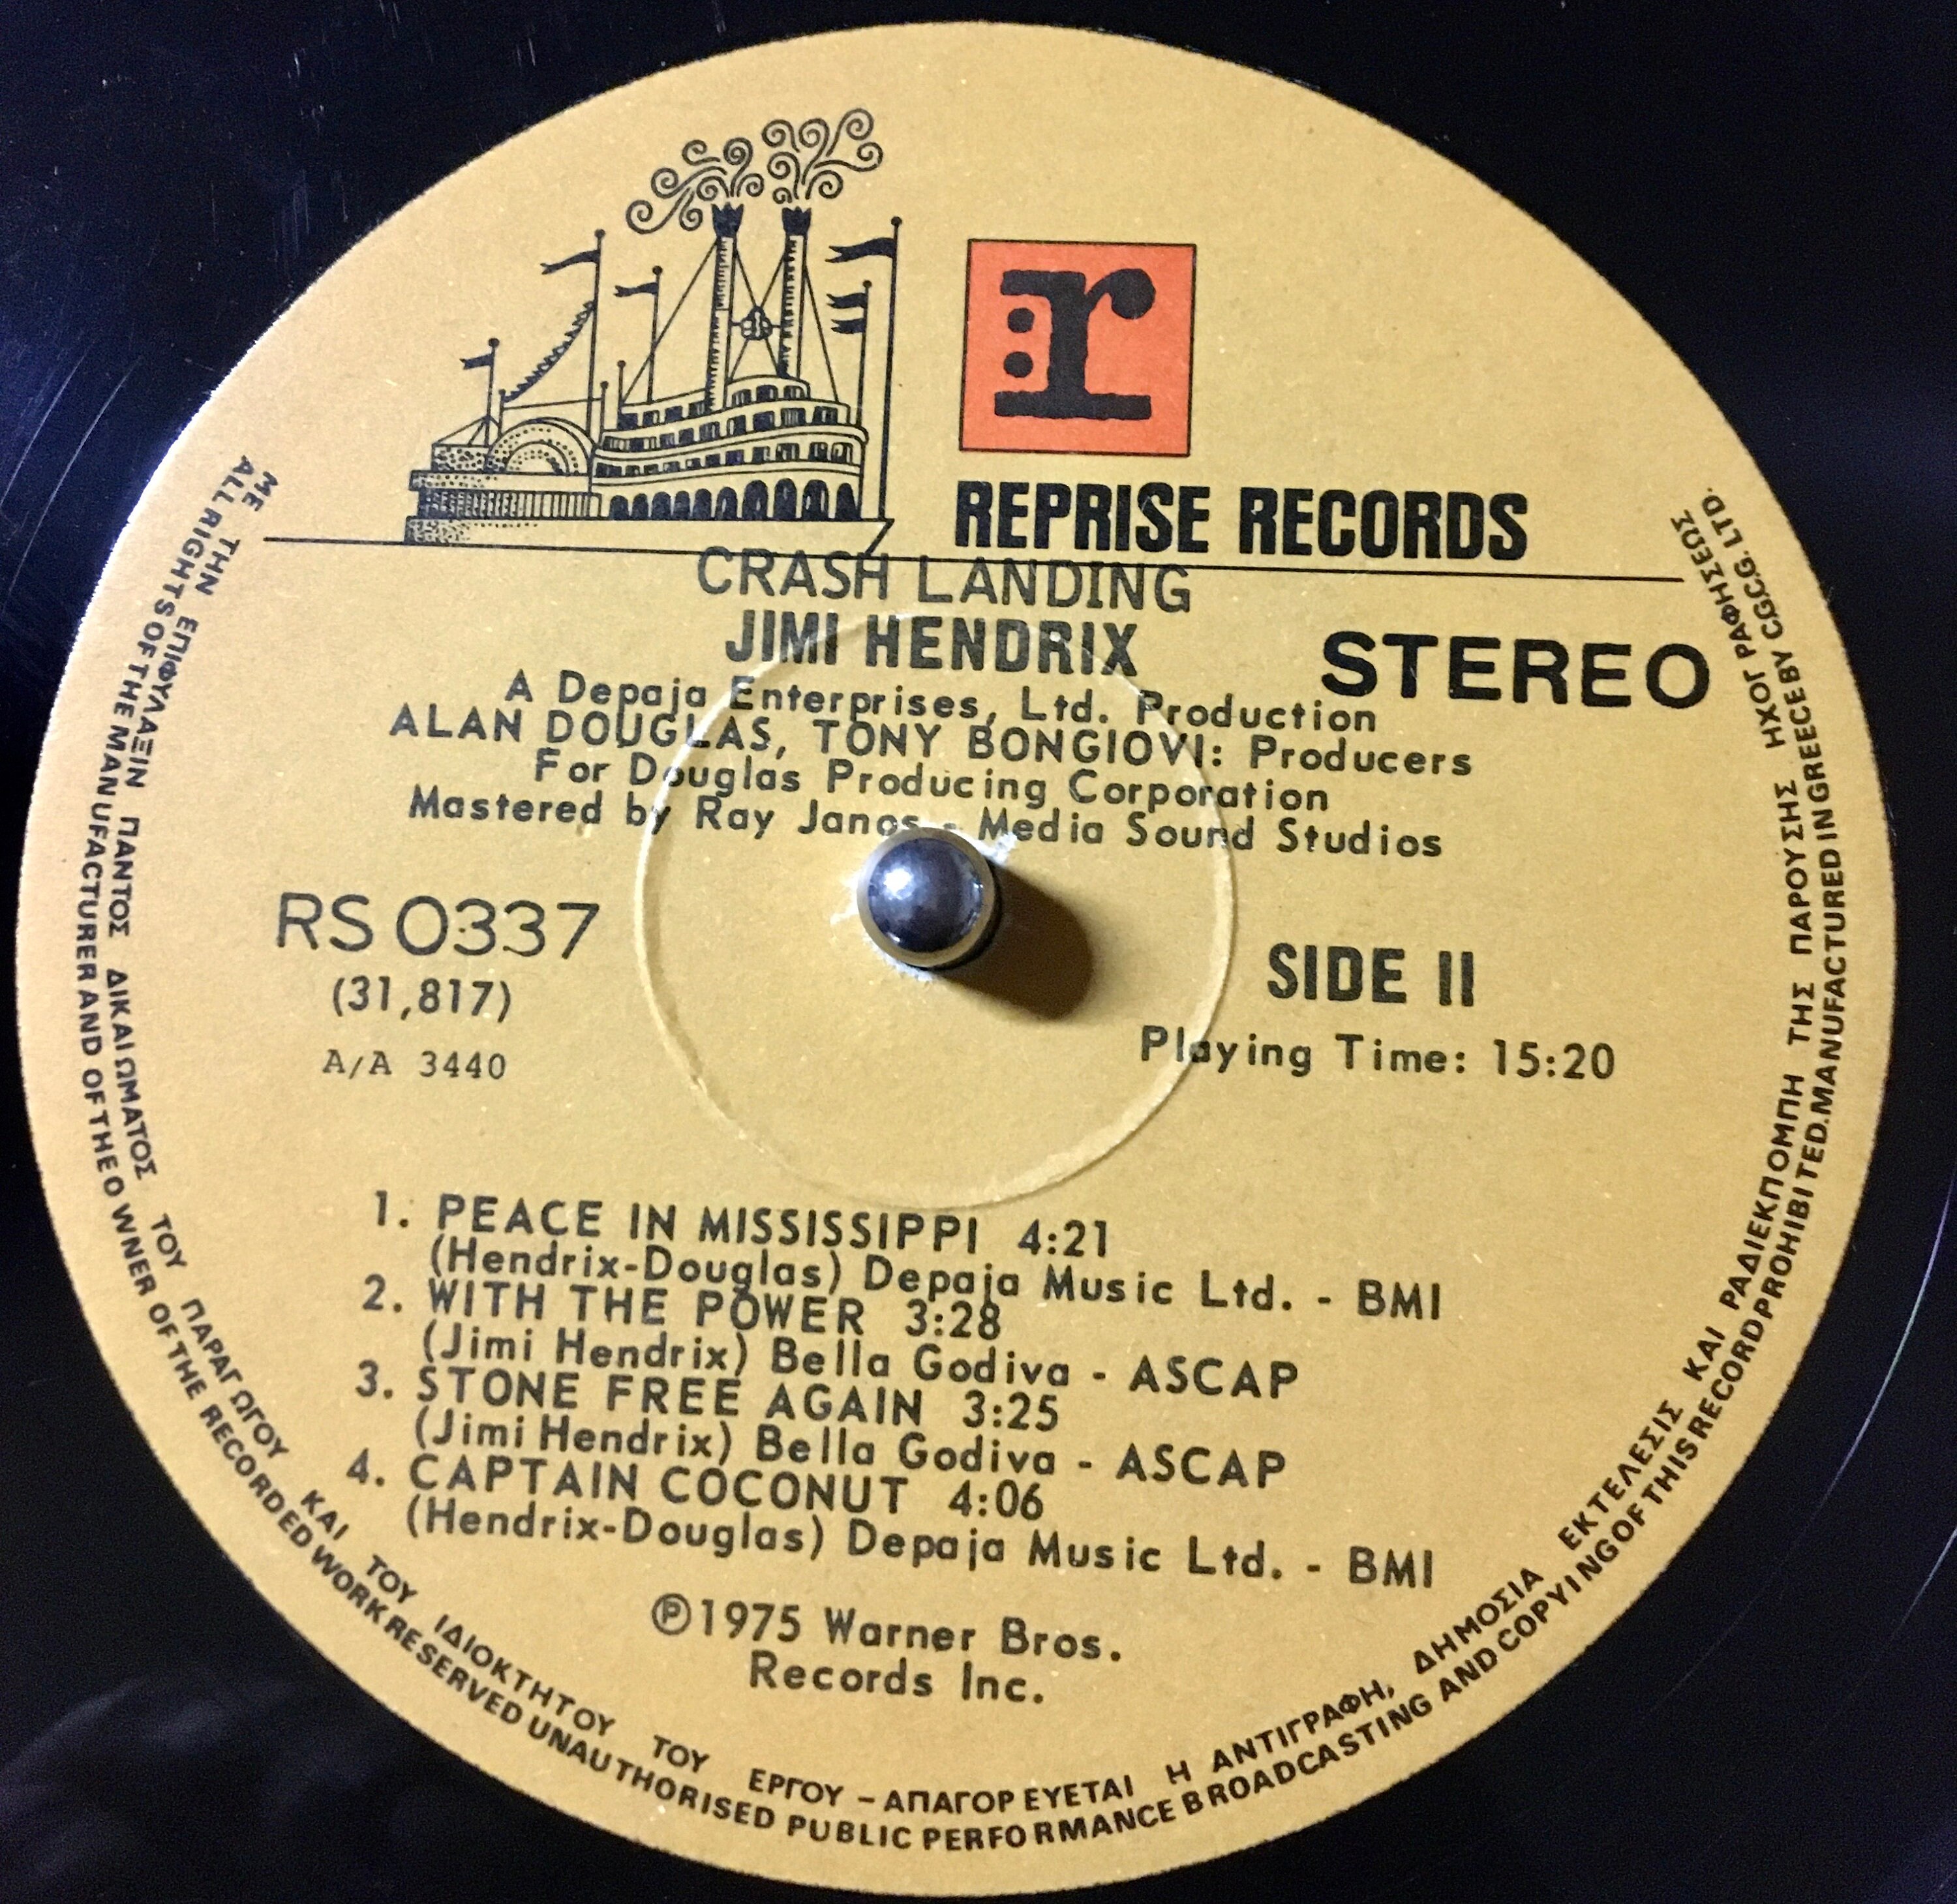 r
REPRISE RECORDS
CRASH LANDING
JIMI HENDRIX
STEREO
A Depaja Enterprises, Ltd. Production
ALAN DOUGLAS, TONY BONGIOVI: Producers
For Douglas Producing Corporation
Mastered by Ray Janos - Media Sound Studios
RS 0337
(31,817)
A/A 3440
SIDE II
Playing Time: 15:20
1. PEACE IN MISSISSIPPI 4:21
(Hendrix-Douglas) Depaja Music Ltd. - BMI
2. WITH THE POWER 3:28
(Jimi Hendrix) Bella Godiva - ASCAP
3. STONE FREE AGAIN 3:25
(Jimi Hendrix) Bella Godiva - ASCAP
4. CAPTAIN COCONUT 4:06
(Hendrix-Douglas) Depaja Music Ltd. - BMI
Ⓟ1975 Warner Bros.
Records Inc.
ΜΕ ΤΗΝ ΕΠΙΦΥΛΑΞΙΝ ΠΑΝΤΟΣ ΔΙΚΑΙΩΜΑΤΟΣ ΤΟΥ ΠΑΡΑΓΩΓΟΥ ΚΑΙ ΤΟΥ ΙΔΙΟΚΤΗΤΟΥ ΤΟΥ ΕΡΓΟΥ – ΑΠΑΓΟΡΕΥΕΤΑΙ Η ΑΝΤΙΓΡΑΦΗ, ΔΗΜΟΣΙΑ ΕΚΤΕΛΕΣΙΣ ΚΑΙ ΡΑΔΙΕΚΠΟΜΠΗ ΤΗΣ ΠΑΡΟΥΣΗΣ ΗΧΟΓΡΑΦΗΣΕΩΣ
ALL RIGHTS OF THE MANUFACTURER AND OF THE OWNER OF THE RECORDED WORK RESERVED UNAUTHORISED PUBLIC PERFORMANCE BROADCASTING AND COPYING OF THIS RECORD PROHIBITED. MANUFACTURED IN GREECE BY C.G.C.G. LTD.